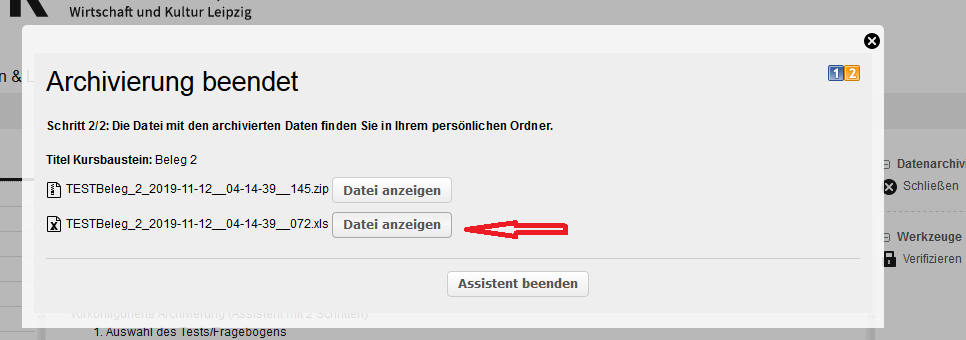 Wirtschaft und Kultur Leipzig
n & L
Archivierung beendet
1 2
Schritt 2/2: Die Datei mit den archivierten Daten finden Sie in Ihrem persönlichen Ordner.
Titel Kursbaustein: Beleg 2
TESTBeleg_2_2019-11-12__04-14-39__145.zip Datei anzeigen
TESTBeleg_2_2019-11-12__04-14-39__072.xls Datei anzeigen
Assistent beenden
Datenarchivi
Schließen
Werkzeuge
Verifizieren
Vorkonfigurierte Archivierung (Assistent mit 2 Schritten)
1. Auswahl des Tests/Fragebogens